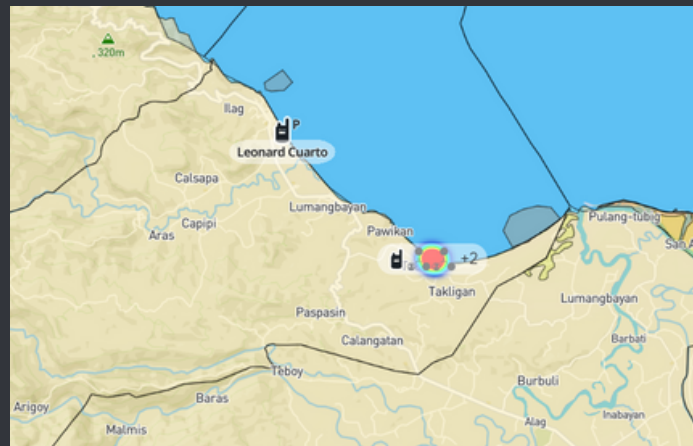 , 320m
Ilag
P
Leonard Cuarto
Calsapa
Lumangbayan
Capipi
Aras
Pawikan
+2
Takligan
Pulang-tubig
San A
Lumangbayan
Paspasin
Calangatan
Barbati
Teboy
Burbuli
Baras
Arigoy
Inabayan
Alag
Malmis